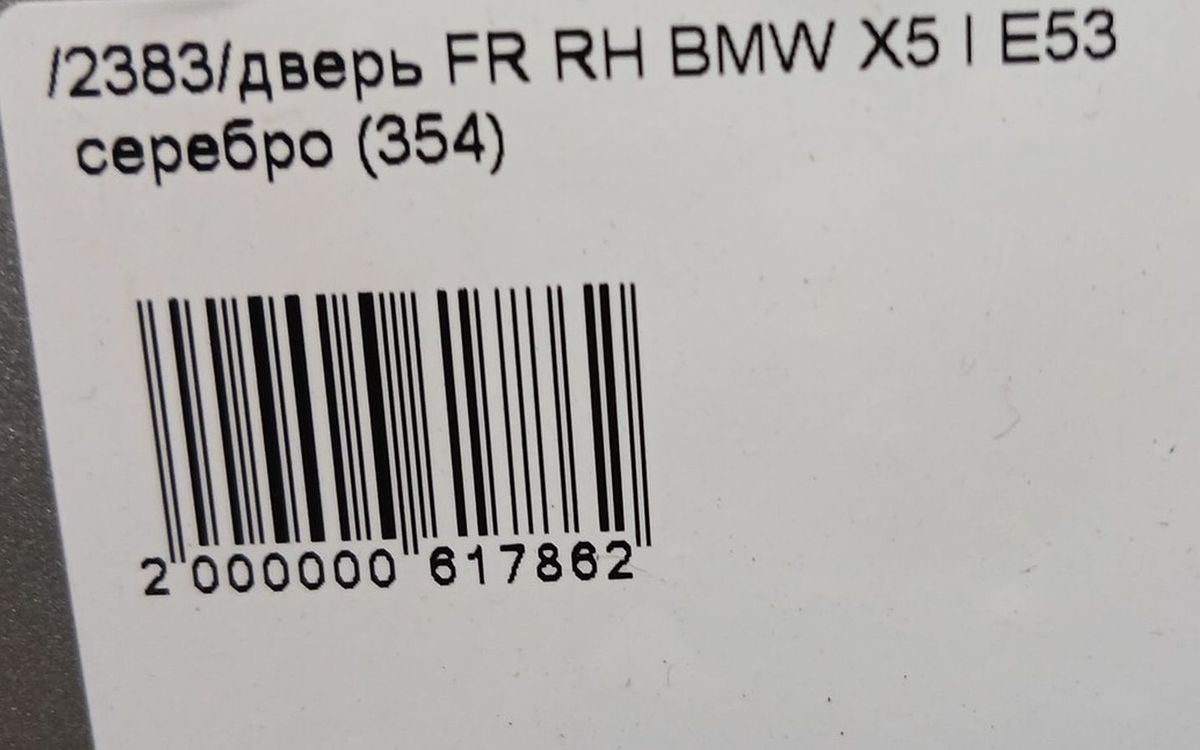 /2383/дверь FR RH BMW X5 I E53
серебро (354)
2 000000 617862